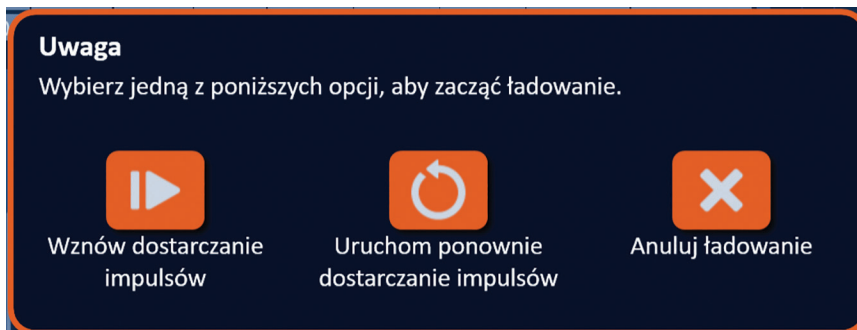 Uwaga
Wybierz jedną z poniższych opcji, aby zacząć ładowanie.
Wznów dostarczanie
impulsów
Uruchom ponownie
dostarczanie impulsów
Anuluj ładowanie